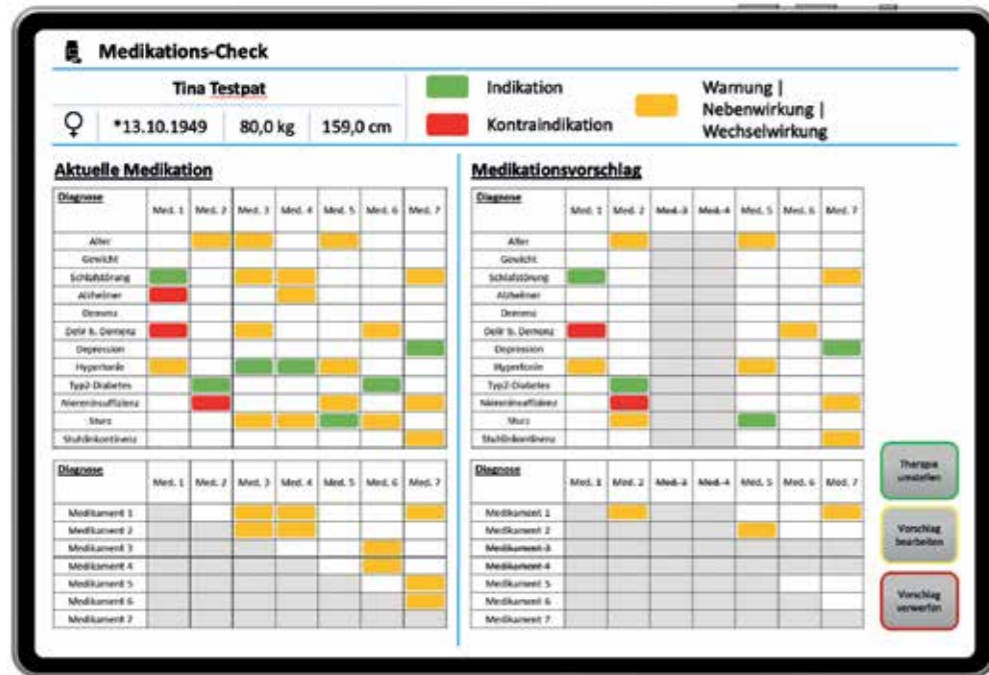 Medikations-Check
Tina Testpat
*13.10.1949 80,0 kg 159,0 cm
Indikation
Kontraindikation
Warnung |
Nebenwirkung |
Wechselwirkung
Aktuelle Medikation
Diagnose Med. 1 Med. 2 Med. 3 Med. 4 Med. 5 Med. 6 Med. 7
Alter
Gewicht
Schlafstörung
Alzheimer
Demenz
Delir b. Demenz
Depression
Hypertonie
Typ2-Diabetes
Niereninsuffizienz
Sturz
Stuhlinkontinenz
Diagnose Med. 1 Med. 2 Med. 3 Med. 4 Med. 5 Med. 6 Med. 7
Medikament 1
Medikament 2
Medikament 3
Medikament 4
Medikament 5
Medikament 6
Medikament 7
Medikationsvorschlag
Diagnose Med. 1 Med. 2 Med. 3 Med. 4 Med. 5 Med. 6 Med. 7
Alter
Gewicht
Schlafstörung
Alzheimer
Demenz
Delir b. Demenz
Depression
Hypertonie
Typ2-Diabetes
Niereninsuffizienz
Sturz
Stuhlinkontinenz
Diagnose Med. 1 Med. 2 Med. 3 Med. 4 Med. 5 Med. 6 Med. 7
Medikament 1
Medikament 2
Medikament 3
Medikament 4
Medikament 5
Medikament 6
Medikament 7
Therapie
umstellen
Vorschlag
bearbeiten
Vorschlag
verwerfen